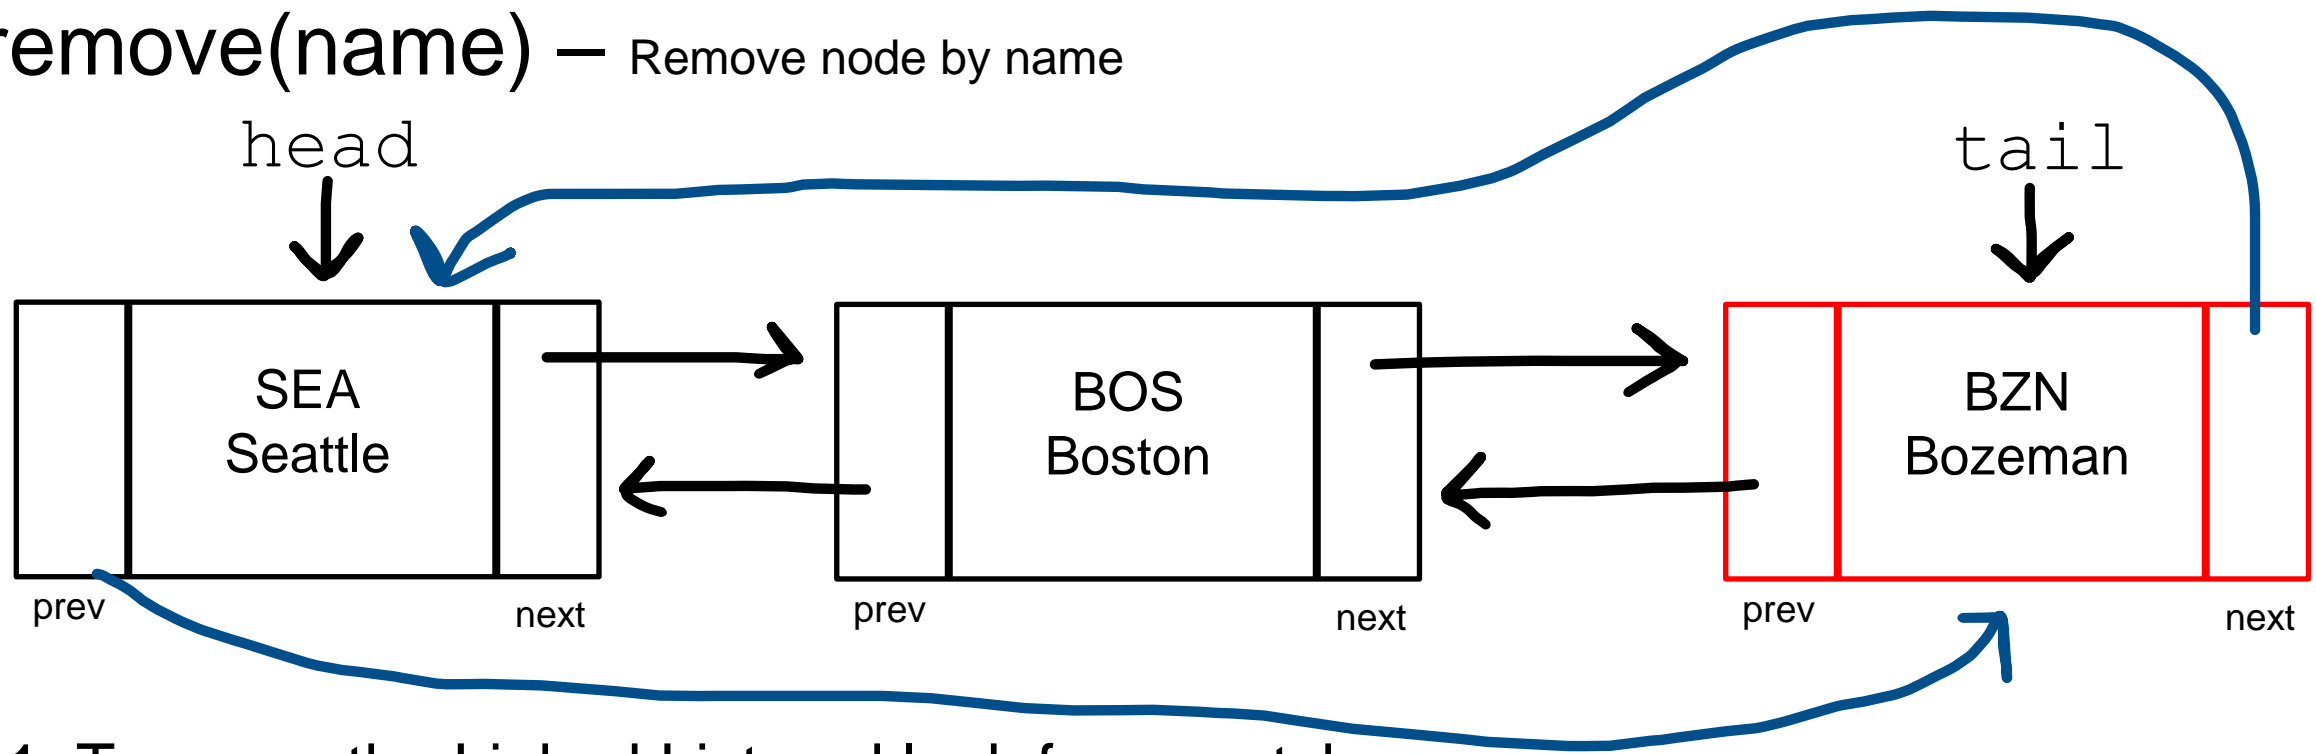 remove(name) – Remove node by name
head
tail
SEA
Seattle
BOS
Boston
BZN
Bozeman
prev
next
prev
next
prev
next